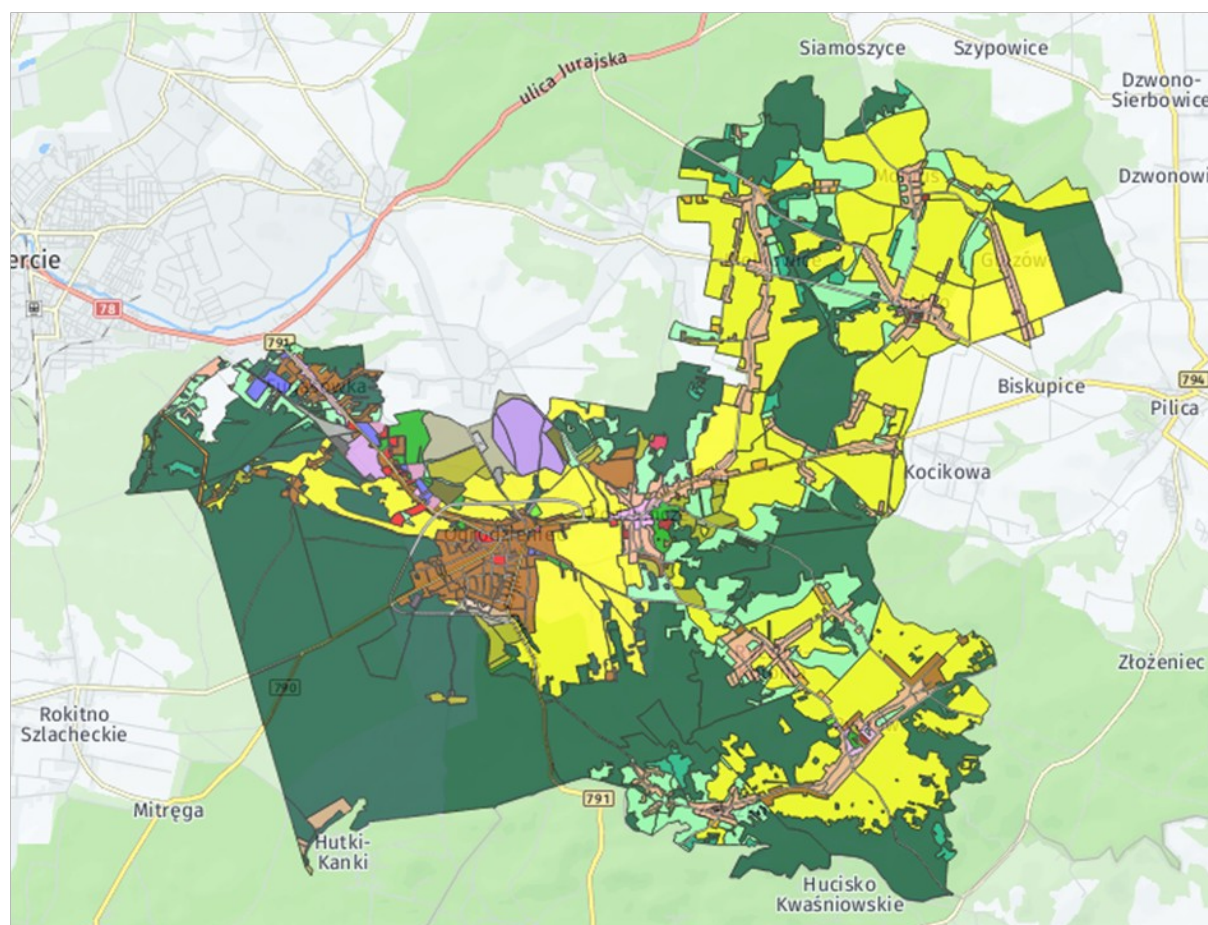 Siamoszyce
Szypowice
ulica Jurajska
Dzwono-
Sierbowice
Dzwonowi
ercie
78
791
794
Biskupice
Pilica
Kocikowa
790
Złożeniec
Rokitno
Szlacheckie
791
Mitręga
Hutki-
Kanki
Hucisko
Kwaśniowskie